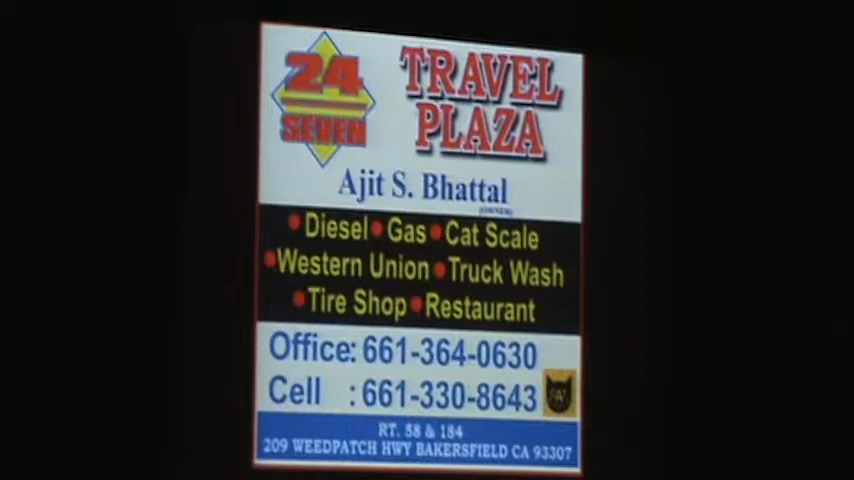 24
SEVEN
TRAVEL
PLAZA
Ajit S. Bhattal
(OWNER)
• Diesel • Gas • Cat Scale
• Western Union • Truck Wash
• Tire Shop • Restaurant
Office: 661-364-0630
Cell : 661-330-8643
RT. 58 & 184
209 WEEDPATCH HWY BAKERSFIELD CA 93307